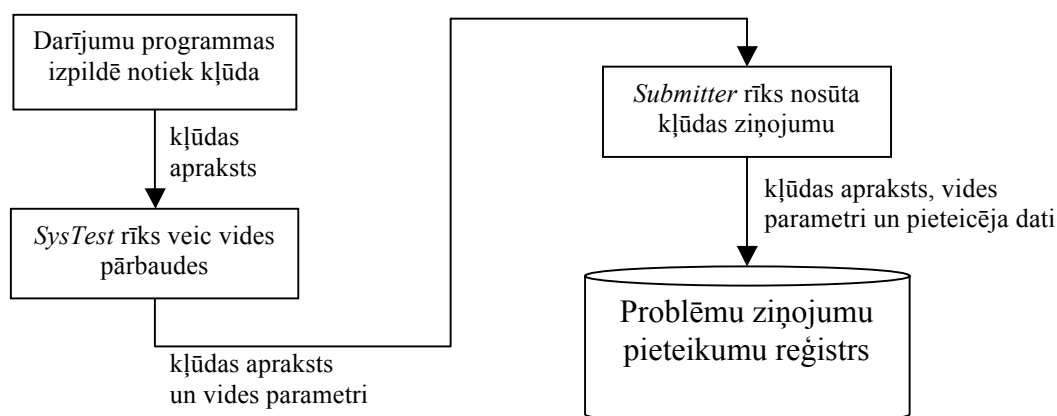 Darījumu programmas
izpildē notiek kļūda
kļūdas
apraksts
SysTest rīks veic vides
pārbaudes
kļūdas apraksts
un vides parametri
Submitter rīks nosūta
kļūdas ziņojumu
kļūdas apraksts, vides
parametri un pieteicēja dati
Problēmu ziņojumu
pieteikumu reģistrs